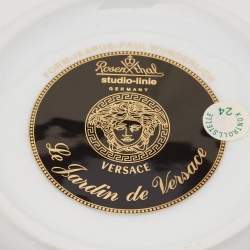 Rosenthal
studio-linie
GERMANY
VERSACE
Le Jardin de Versace
24